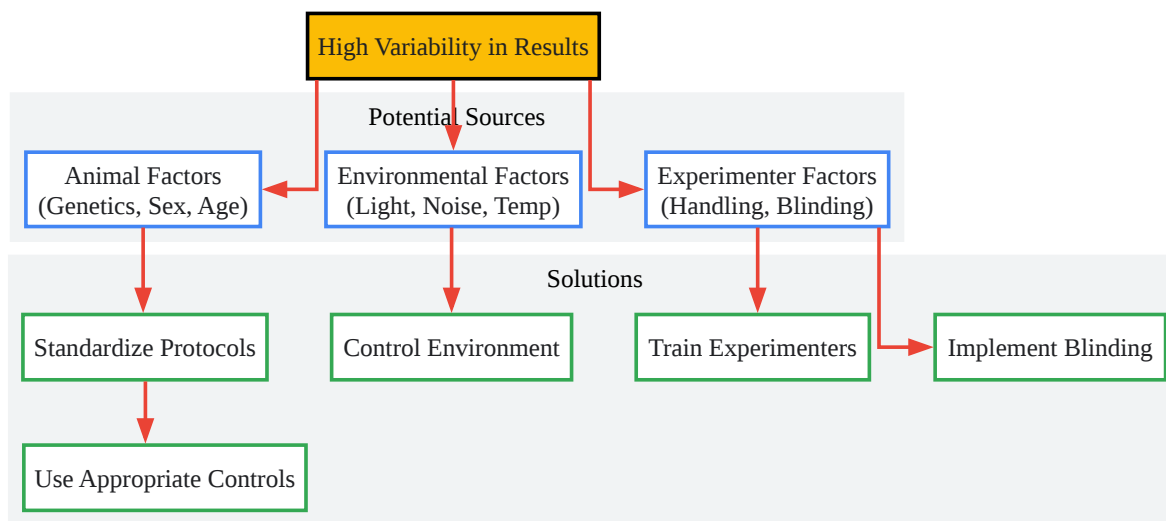 High Variability in Results
Potential Sources
Animal Factors
(Genetics, Sex, Age)
Environmental Factors
(Light, Noise, Temp)
Experimenter Factors
(Handling, Blinding)
Solutions
Standardize Protocols
Control Environment
Train Experimenters
Implement Blinding
Use Appropriate Controls